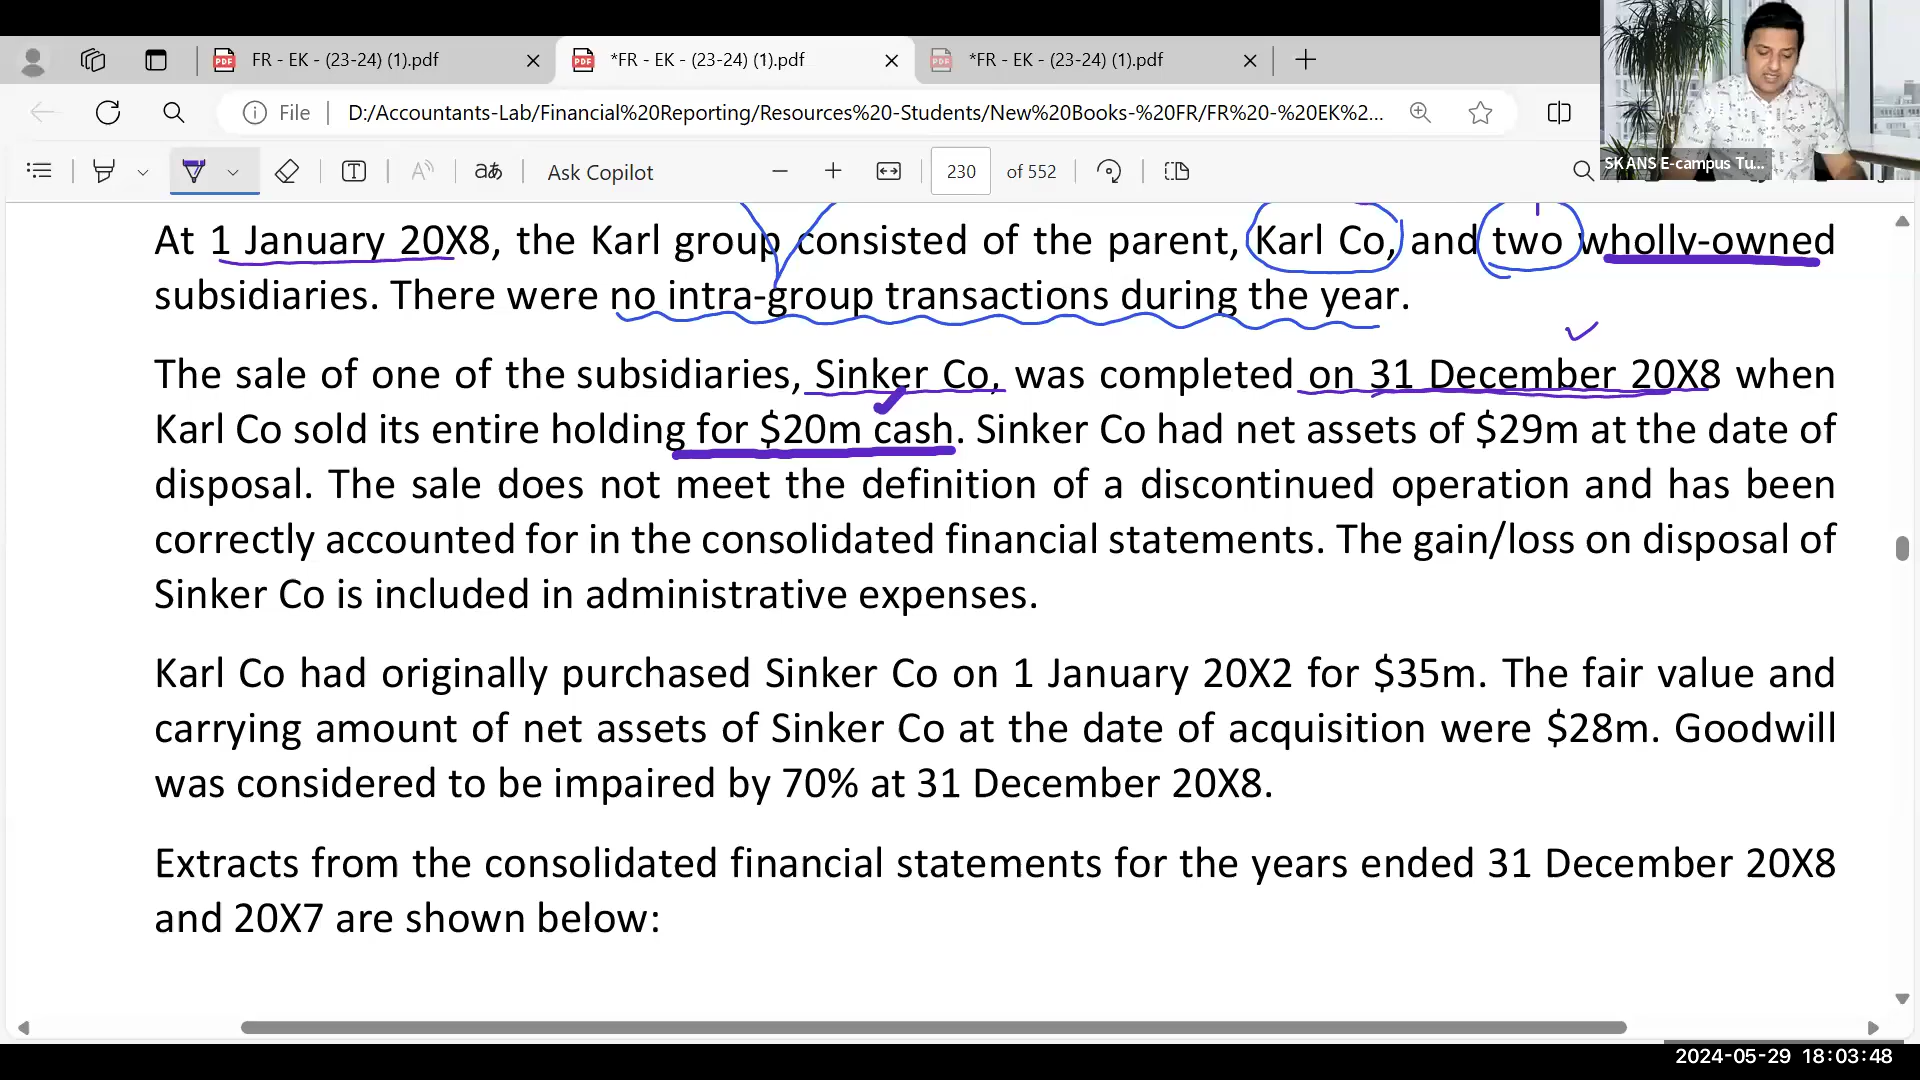 FR - EK - (23-24) (1).pdf
*FR - EK - (23-24) (1).pdf
*FR - EK - (23-24) (1).pdf
File
D:/Accountants-Lab/Financial%20Reporting/Resources%20-Students/New%20Books-%20FR/FR%20-%20EK%2...
Ask Copilot
230 of 552
SKANS E-campus Tu...
At 1 January 20X8, the Karl group consisted of the parent, Karl Co, and two wholly-owned
subsidiaries. There were no intra-group transactions during the year.
The sale of one of the subsidiaries, Sinker Co, was completed on 31 December 20X8 when
Karl Co sold its entire holding for $20m cash. Sinker Co had net assets of $29m at the date of
disposal. The sale does not meet the definition of a discontinued operation and has been
correctly accounted for in the consolidated financial statements. The gain/loss on disposal of
Sinker Co is included in administrative expenses.
Karl Co had originally purchased Sinker Co on 1 January 20X2 for $35m. The fair value and
carrying amount of net assets of Sinker Co at the date of acquisition were $28m. Goodwill
was considered to be impaired by 70% at 31 December 20X8.
Extracts from the consolidated financial statements for the years ended 31 December 20X8
and 20X7 are shown below:
2024-05-29 18:03:48